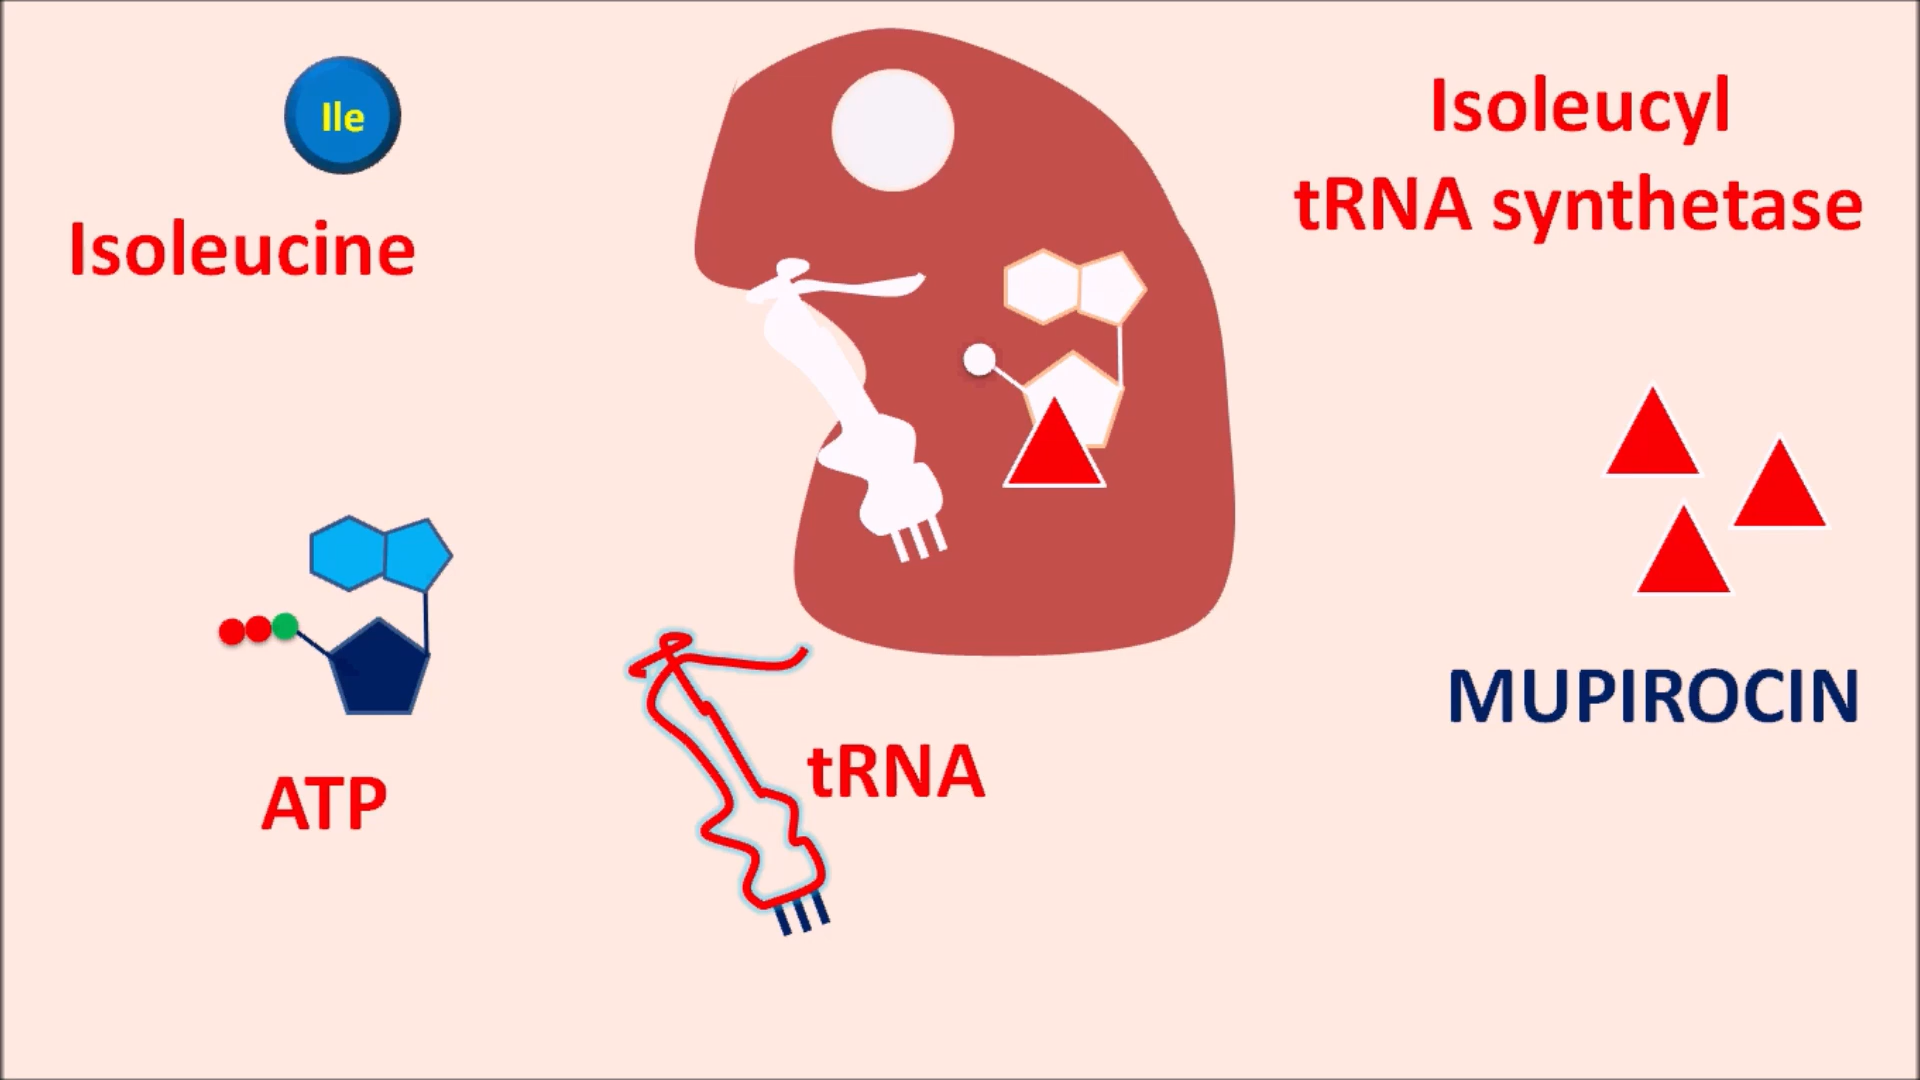 Ile
Isoleucine
Isoleucyl
tRNA synthetase
MUPIROCIN
ATP
tRNA